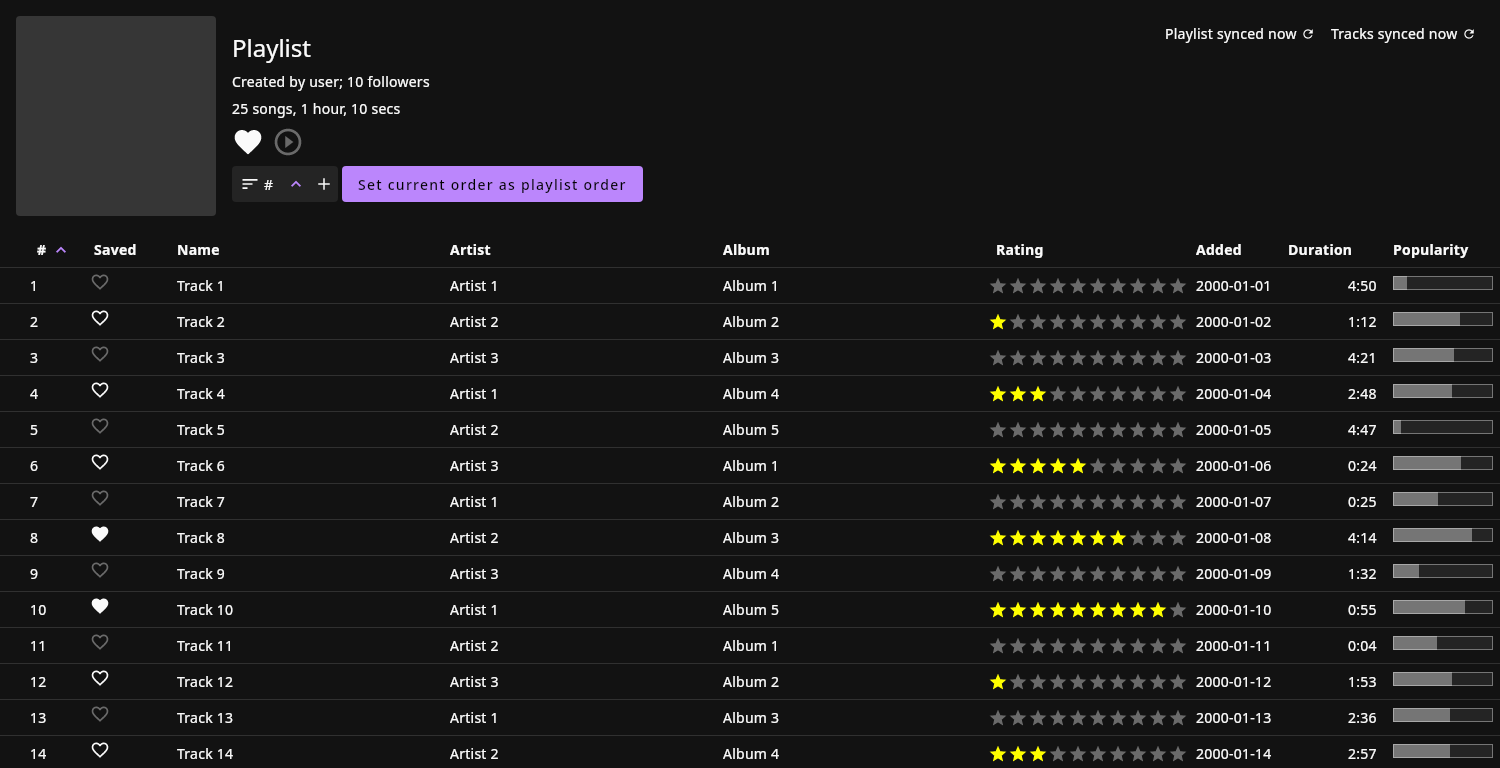 Playlist synced now Tracks synced now
Playlist
Created by user; 10 followers
25 songs, 1 hour, 10 secs
# Set current order as playlist order
# Saved Name Artist Album Rating Added Duration Popularity
1 Track 1 Artist 1 Album 1 2000-01-01 4:50
2 Track 2 Artist 2 Album 2 2000-01-02 1:12
3 Track 3 Artist 3 Album 3 2000-01-03 4:21
4 Track 4 Artist 1 Album 4 2000-01-04 2:48
5 Track 5 Artist 2 Album 5 2000-01-05 4:47
6 Track 6 Artist 3 Album 1 2000-01-06 0:24
7 Track 7 Artist 1 Album 2 2000-01-07 0:25
8 Track 8 Artist 2 Album 3 2000-01-08 4:14
9 Track 9 Artist 3 Album 4 2000-01-09 1:32
10 Track 10 Artist 1 Album 5 2000-01-10 0:55
11 Track 11 Artist 2 Album 1 2000-01-11 0:04
12 Track 12 Artist 3 Album 2 2000-01-12 1:53
13 Track 13 Artist 1 Album 3 2000-01-13 2:36
14 Track 14 Artist 2 Album 4 2000-01-14 2:57